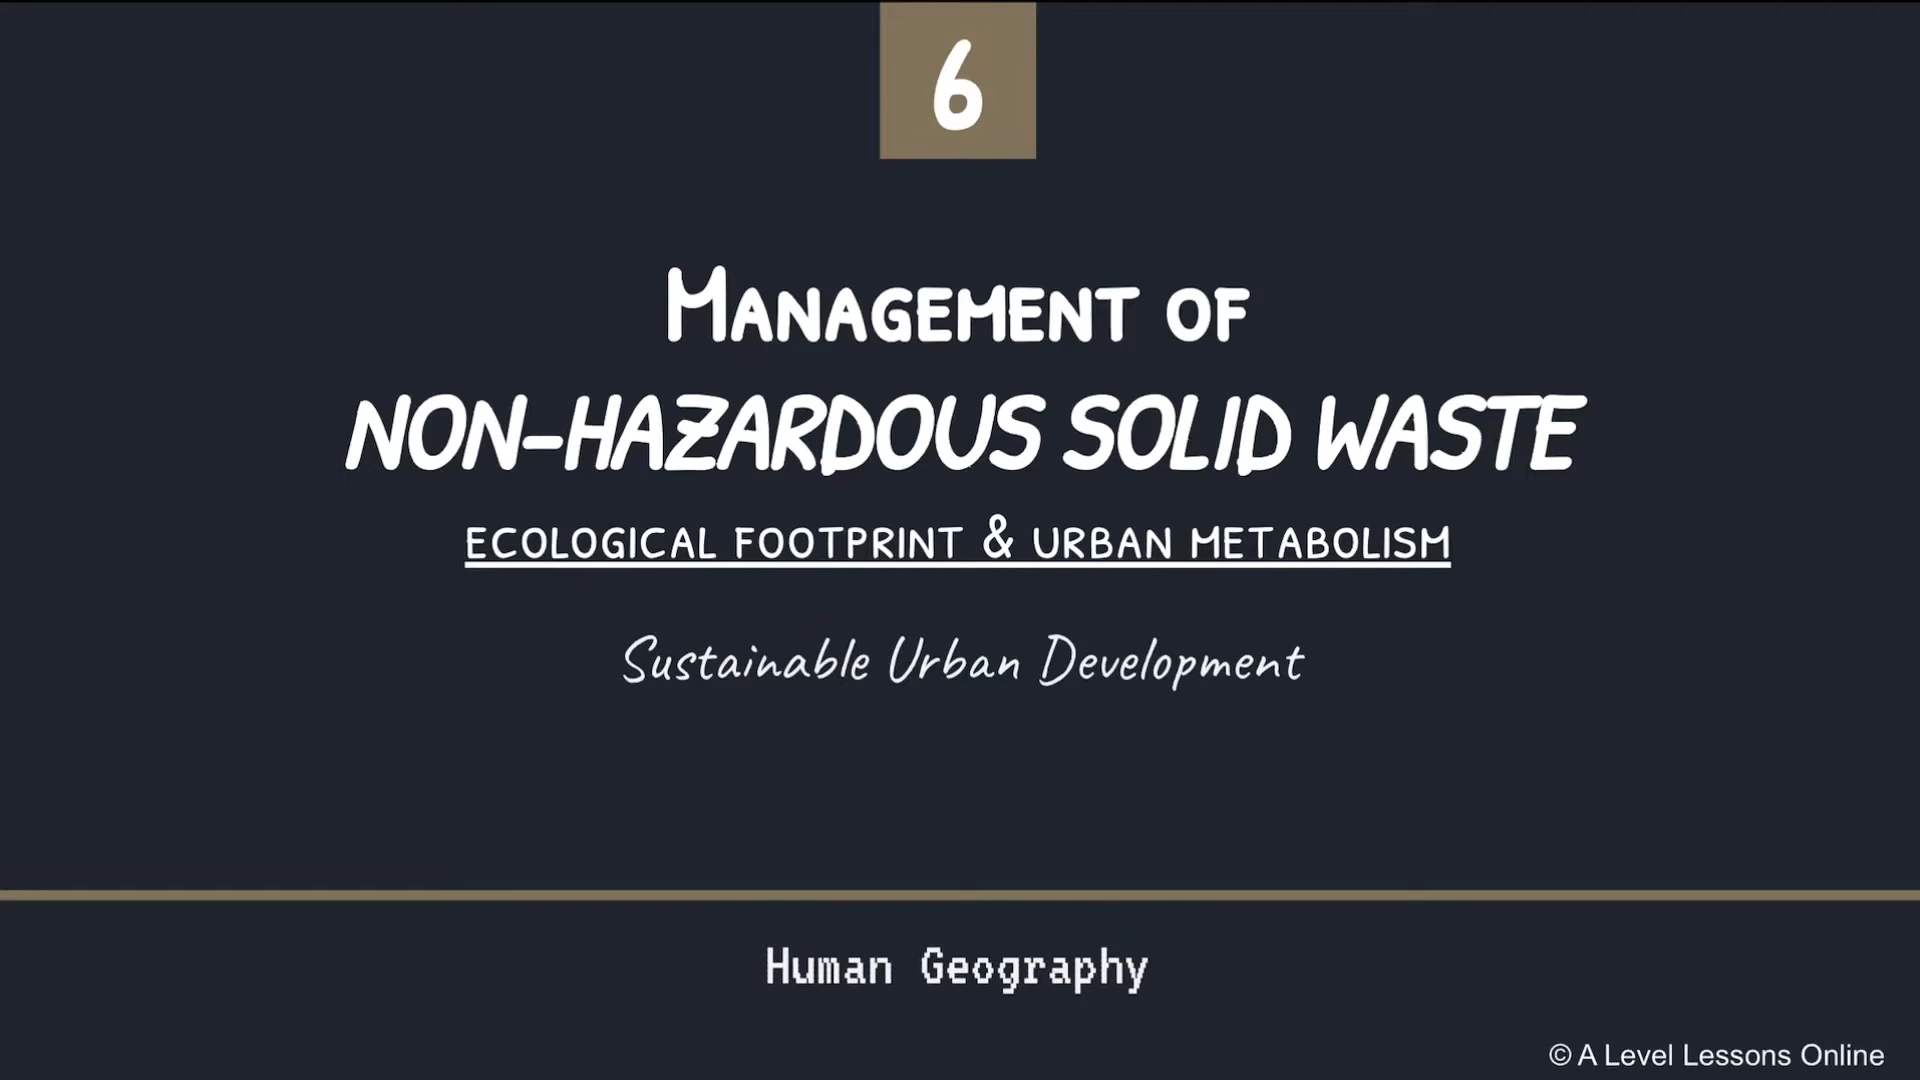 6
Management of
NON-HAZARDOUS SOLID WASTE
ECOLOGICAL FOOTPRINT & URBAN METABOLISM
Sustainable Urban Development
Human Geography
© A Level Lessons Online